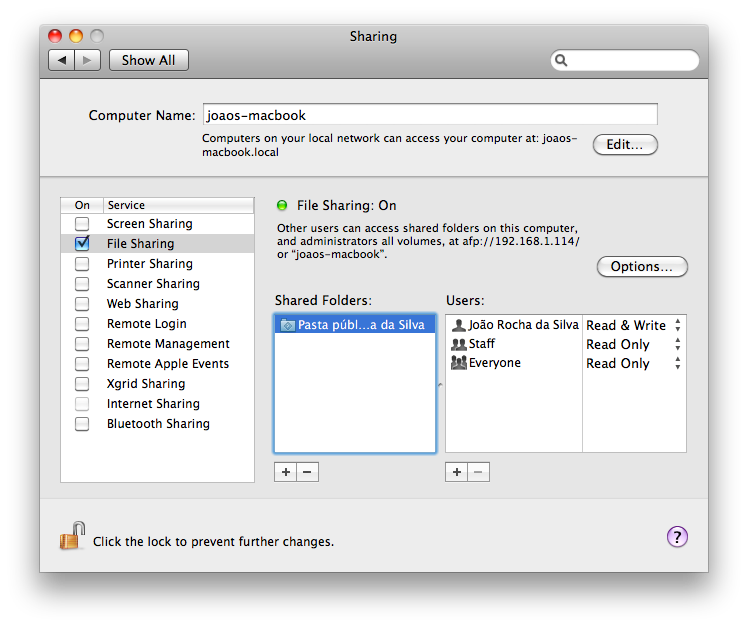 Sharing
Show All
Computer Name:
joaos-macbook
Computers on your local network can access your computer at: joaos-
macbook.local
Edit...
On
Service
Screen Sharing
File Sharing
Printer Sharing
Scanner Sharing
Web Sharing
Remote Login
Remote Management
Remote Apple Events
Xgrid Sharing
Internet Sharing
Bluetooth Sharing
File Sharing: On
Other users can access shared folders on this computer,
and administrators all volumes, at afp://192.168.1.114/
or “joaos-macbook”.
Options...
Shared Folders:
Pasta públ...a da Silva
Users:
João Rocha da Silva Read & Write
Staff Read Only
Everyone Read Only
+ −
+ −
Click the lock to prevent further changes.
?